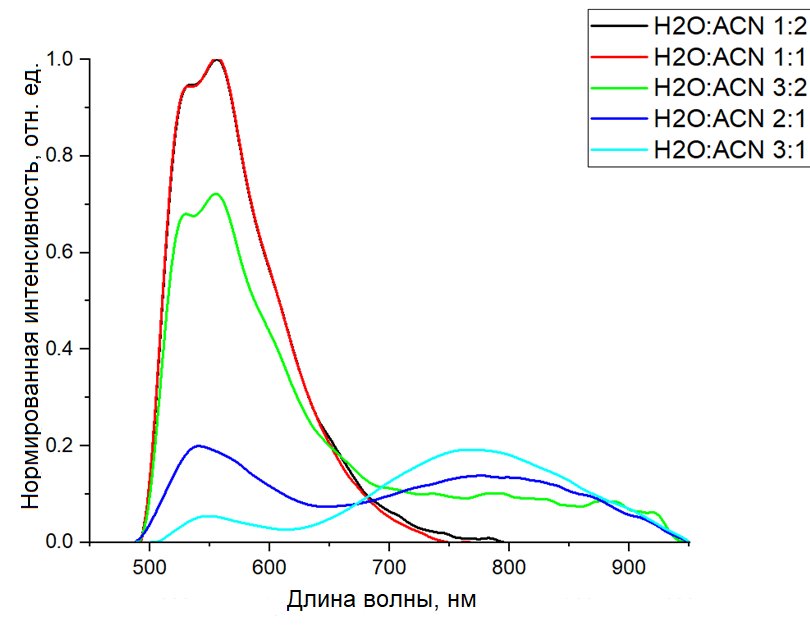 H2O:ACN 1:2
H2O:ACN 1:1
H2O:ACN 3:2
H2O:ACN 2:1
H2O:ACN 3:1
Нормированная интенсивность, отн. ед.
1.0
0.8
0.6
0.4
0.2
0.0
500 600 700 800 900
Длина волны, нм